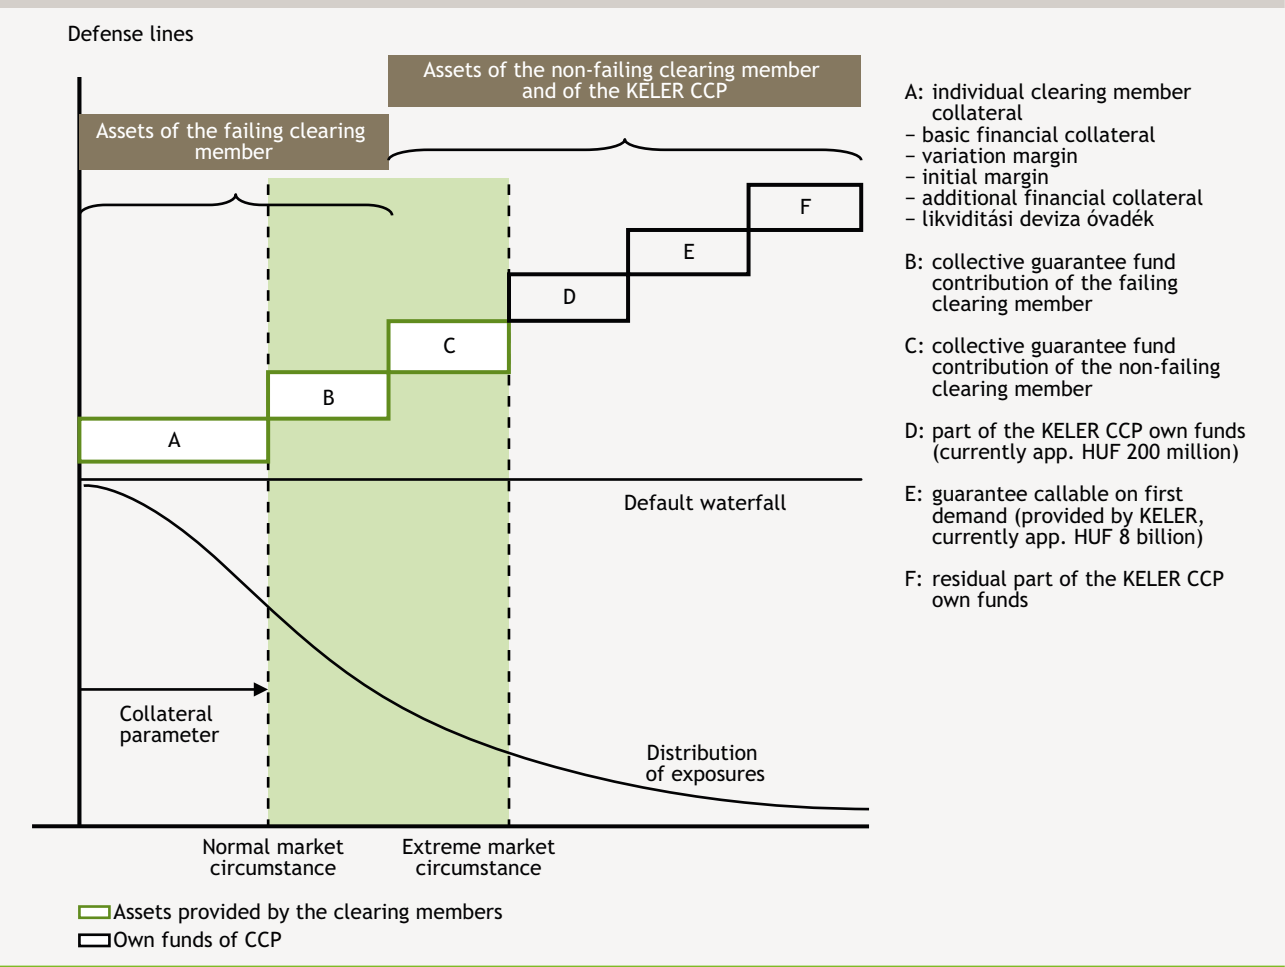 Defense lines
Assets of the non-failing clearing member
and of the KELER CCP
Assets of the failing clearing
member
F
E
D
C
B
A
Default waterfall
Collateral
parameter
Distribution
of exposures
Normal market
circumstance
Extreme market
circumstance
Assets provided by the clearing members
Own funds of CCP
A: individual clearing member
collateral
– basic financial collateral
– variation margin
– initial margin
– additional financial collateral
– likviditási deviza óvadék
B: collective guarantee fund
contribution of the failing
clearing member
C: collective guarantee fund
contribution of the non-failing
clearing member
D: part of the KELER CCP own funds
(currently app. HUF 200 million)
E: guarantee callable on first
demand (provided by KELER,
currently app. HUF 8 billion)
F: residual part of the KELER CCP
own funds